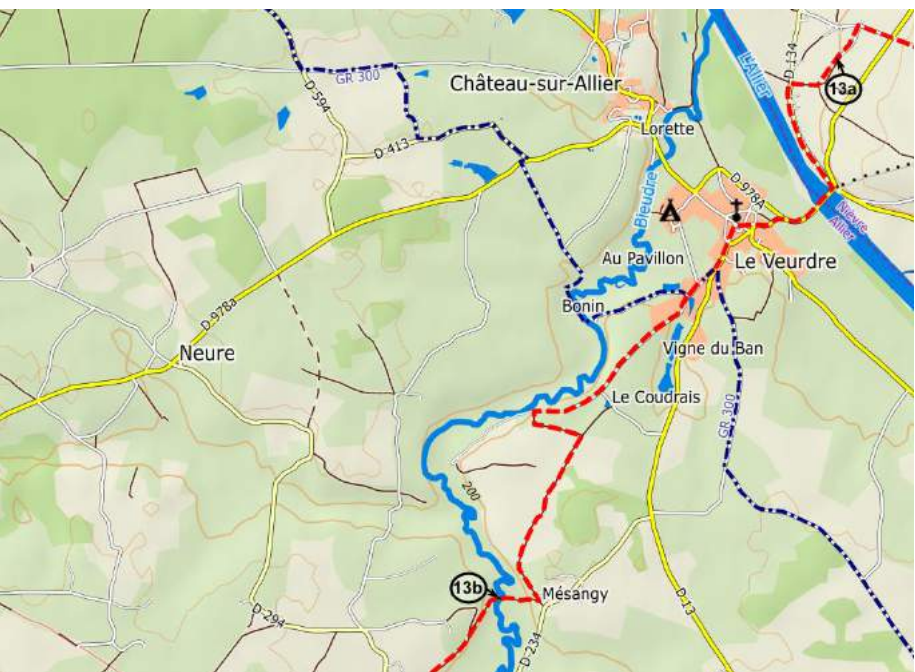 L'Allier
D 134
13a
GR 300
D 594
Château-sur-Allier
Lorette
D 413
Bieudre
D 978A
Nièvre
Allier
Au Pavillon
Le Veurdre
Bonin
D 978a
Neure
Vigne du Ban
Le Coudrais
GR 300
200
13b
Mésangy
D 13
D 294
D 234